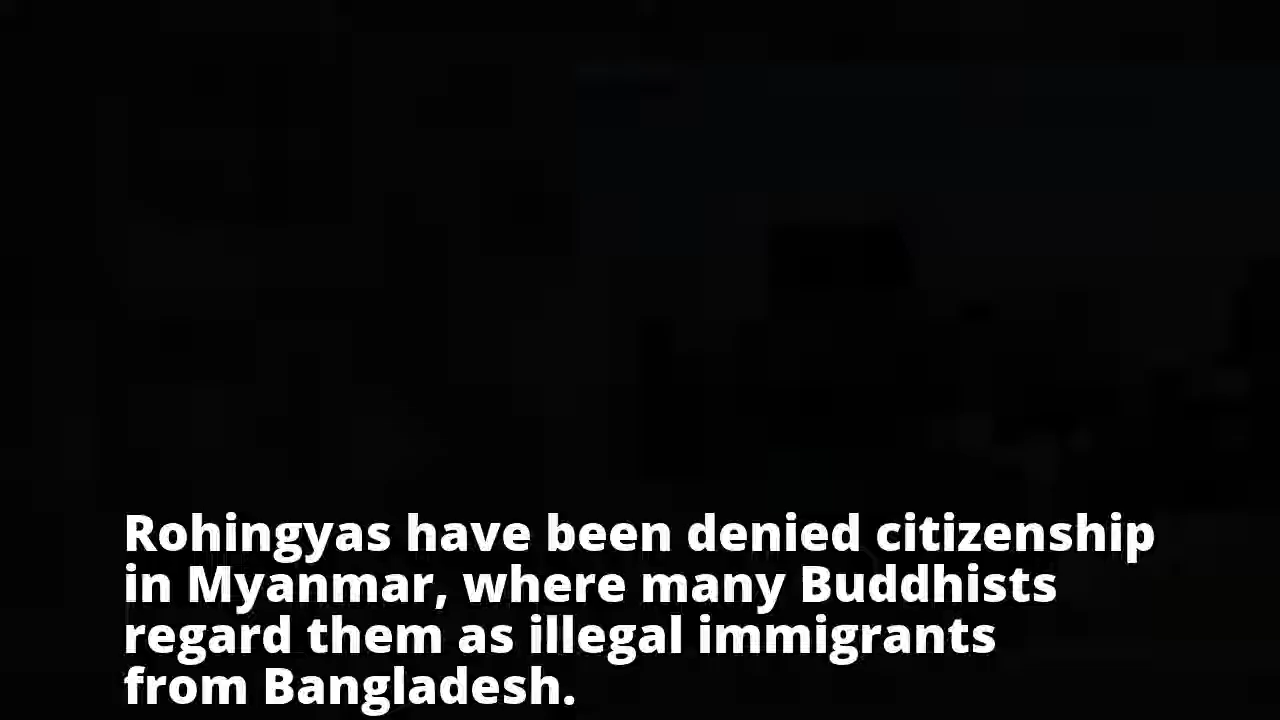 Rohingyas have been denied citizenship
in Myanmar, where many Buddhists
regard them as illegal immigrants
from Bangladesh.